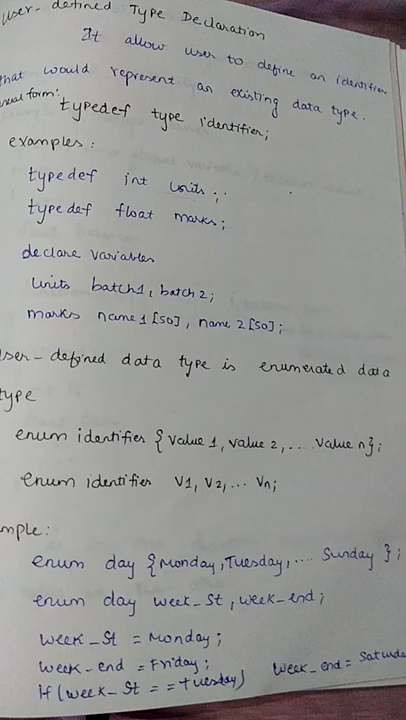 user-defined Type Declaration
It allow user to define an identifier
that would represent an existing data type.
form: typedef type identifier;
examples:
typedef int units;
typedef float marks;
declare variables
units batch1, batch2;
marks name1[50], name2[50];
user-defined data type is enumerated data
type
enum identifier {value 1, value 2, ... value n};
enum identifier V1, V2, ... Vn;
mple:
enum day {Monday, Tuesday, ... Sunday};
enum day week_St, week_end;
week_St = Monday;
week_end = Friday; week_end = Saturda
if (week_St == Tuesday)